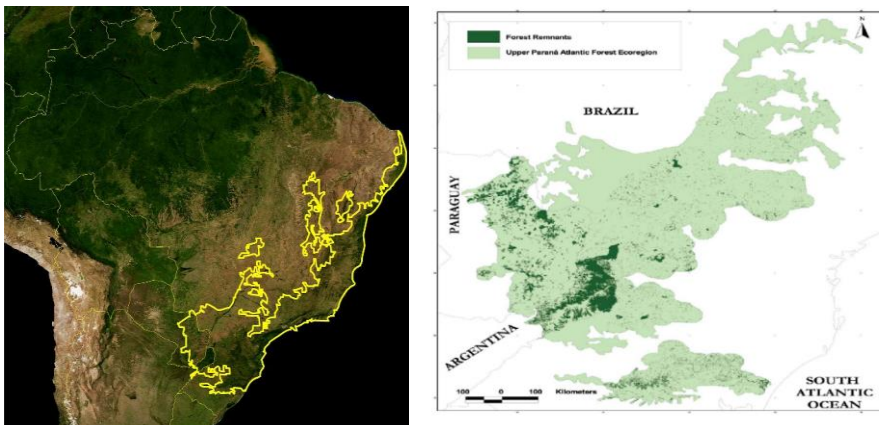 N
Forest Remnants
Upper Paraná Atlantic Forest Ecoregion
BRAZIL
PARAGUAY
ARGENTINA
100 0 100 Kilometers
SOUTH
ATLANTIC
OCEAN